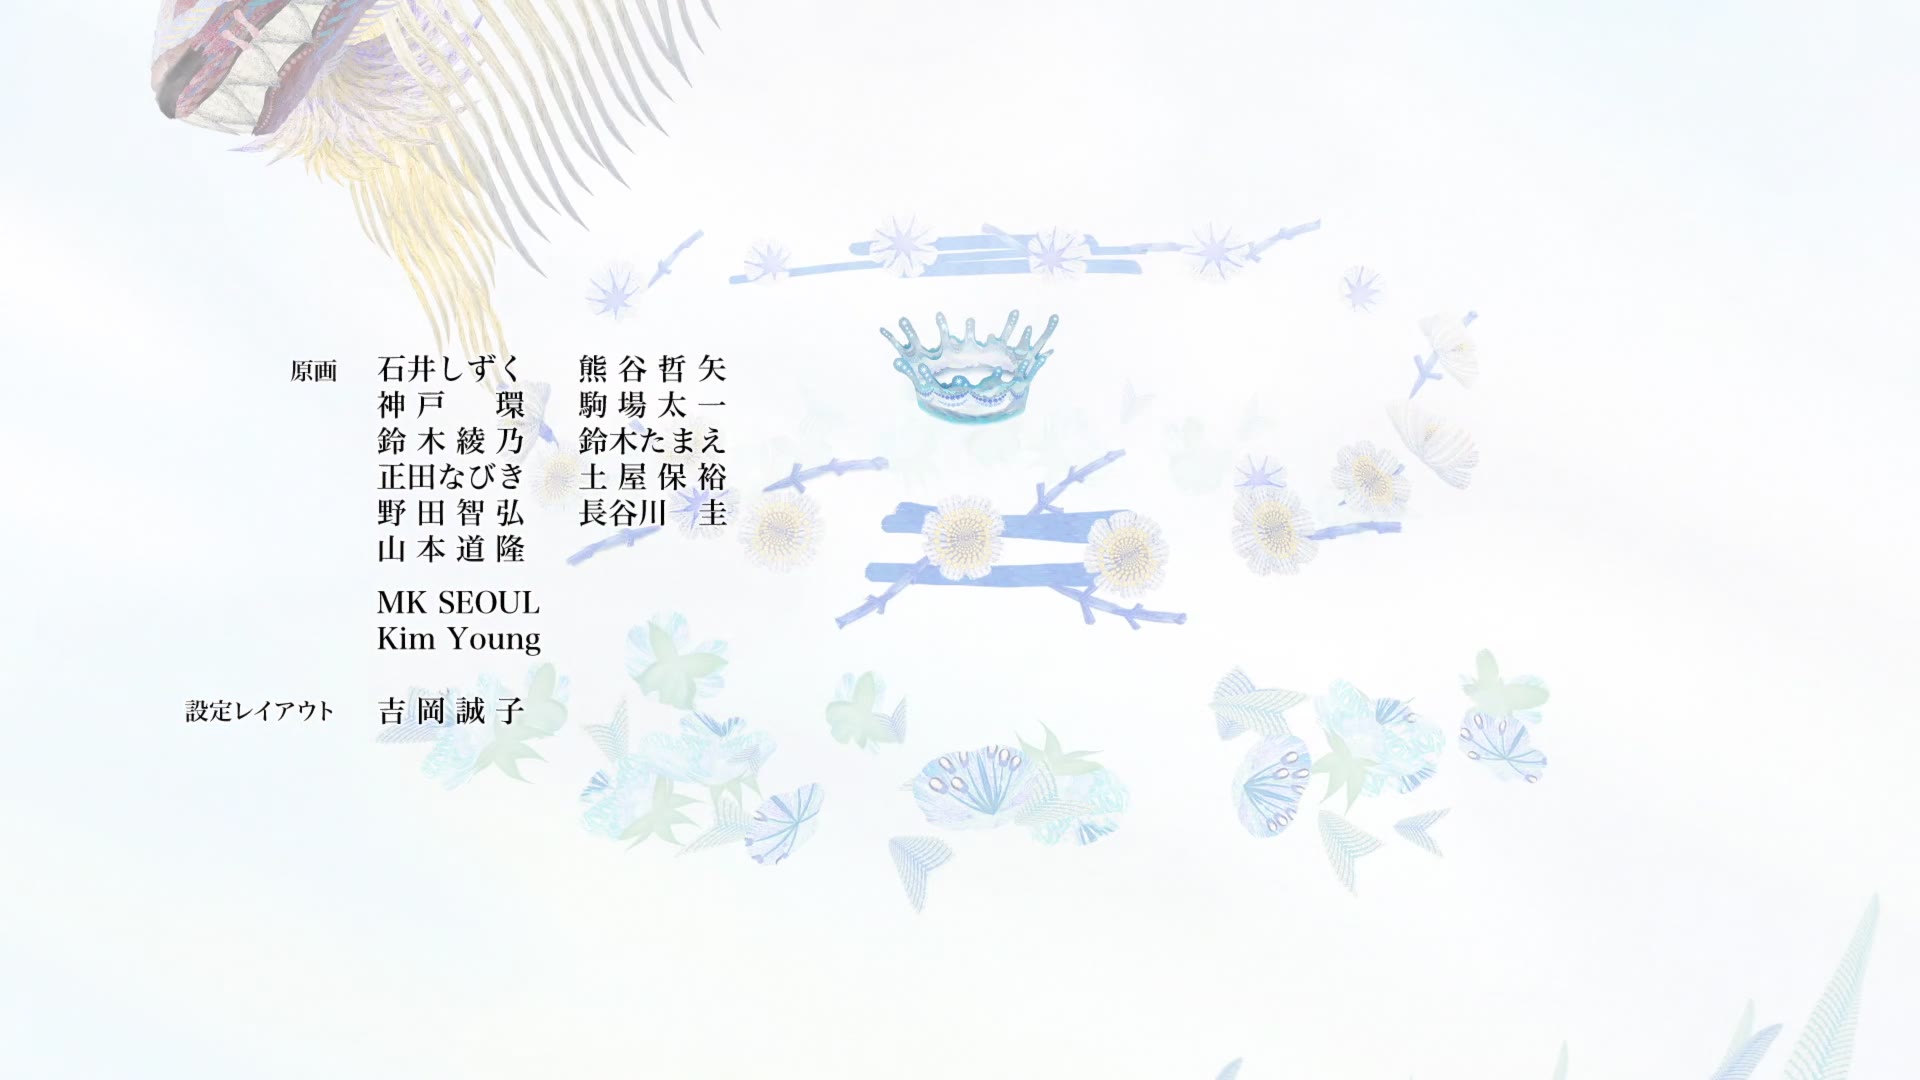 原画 石井しずく 熊谷哲矢
神戸 環 駒場太一
鈴木綾乃 鈴木たまえ
正田なびき 土屋保裕
野田智弘 長谷川 圭
山本道隆
MK SEOUL
Kim Young
設定レイアウト 吉岡誠子